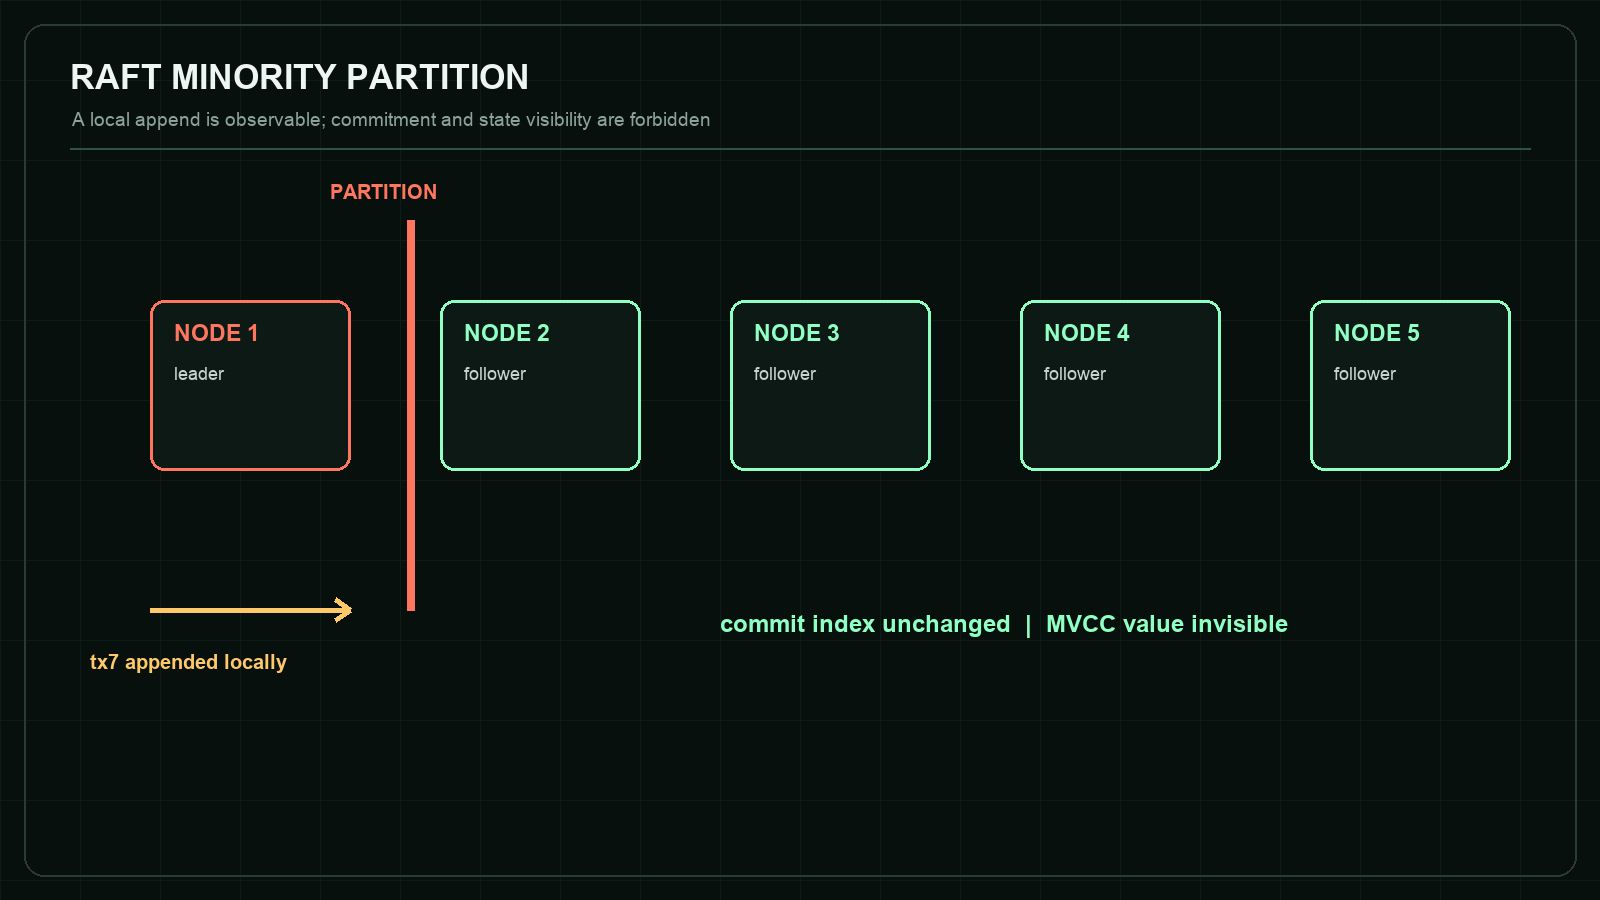 RAFT MINORITY PARTITION
A local append is observable; commitment and state visibility are forbidden
PARTITION
NODE 1
leader
NODE 2
follower
NODE 3
follower
NODE 4
follower
NODE 5
follower
commit index unchanged | MVCC value invisible
tx7 appended locally